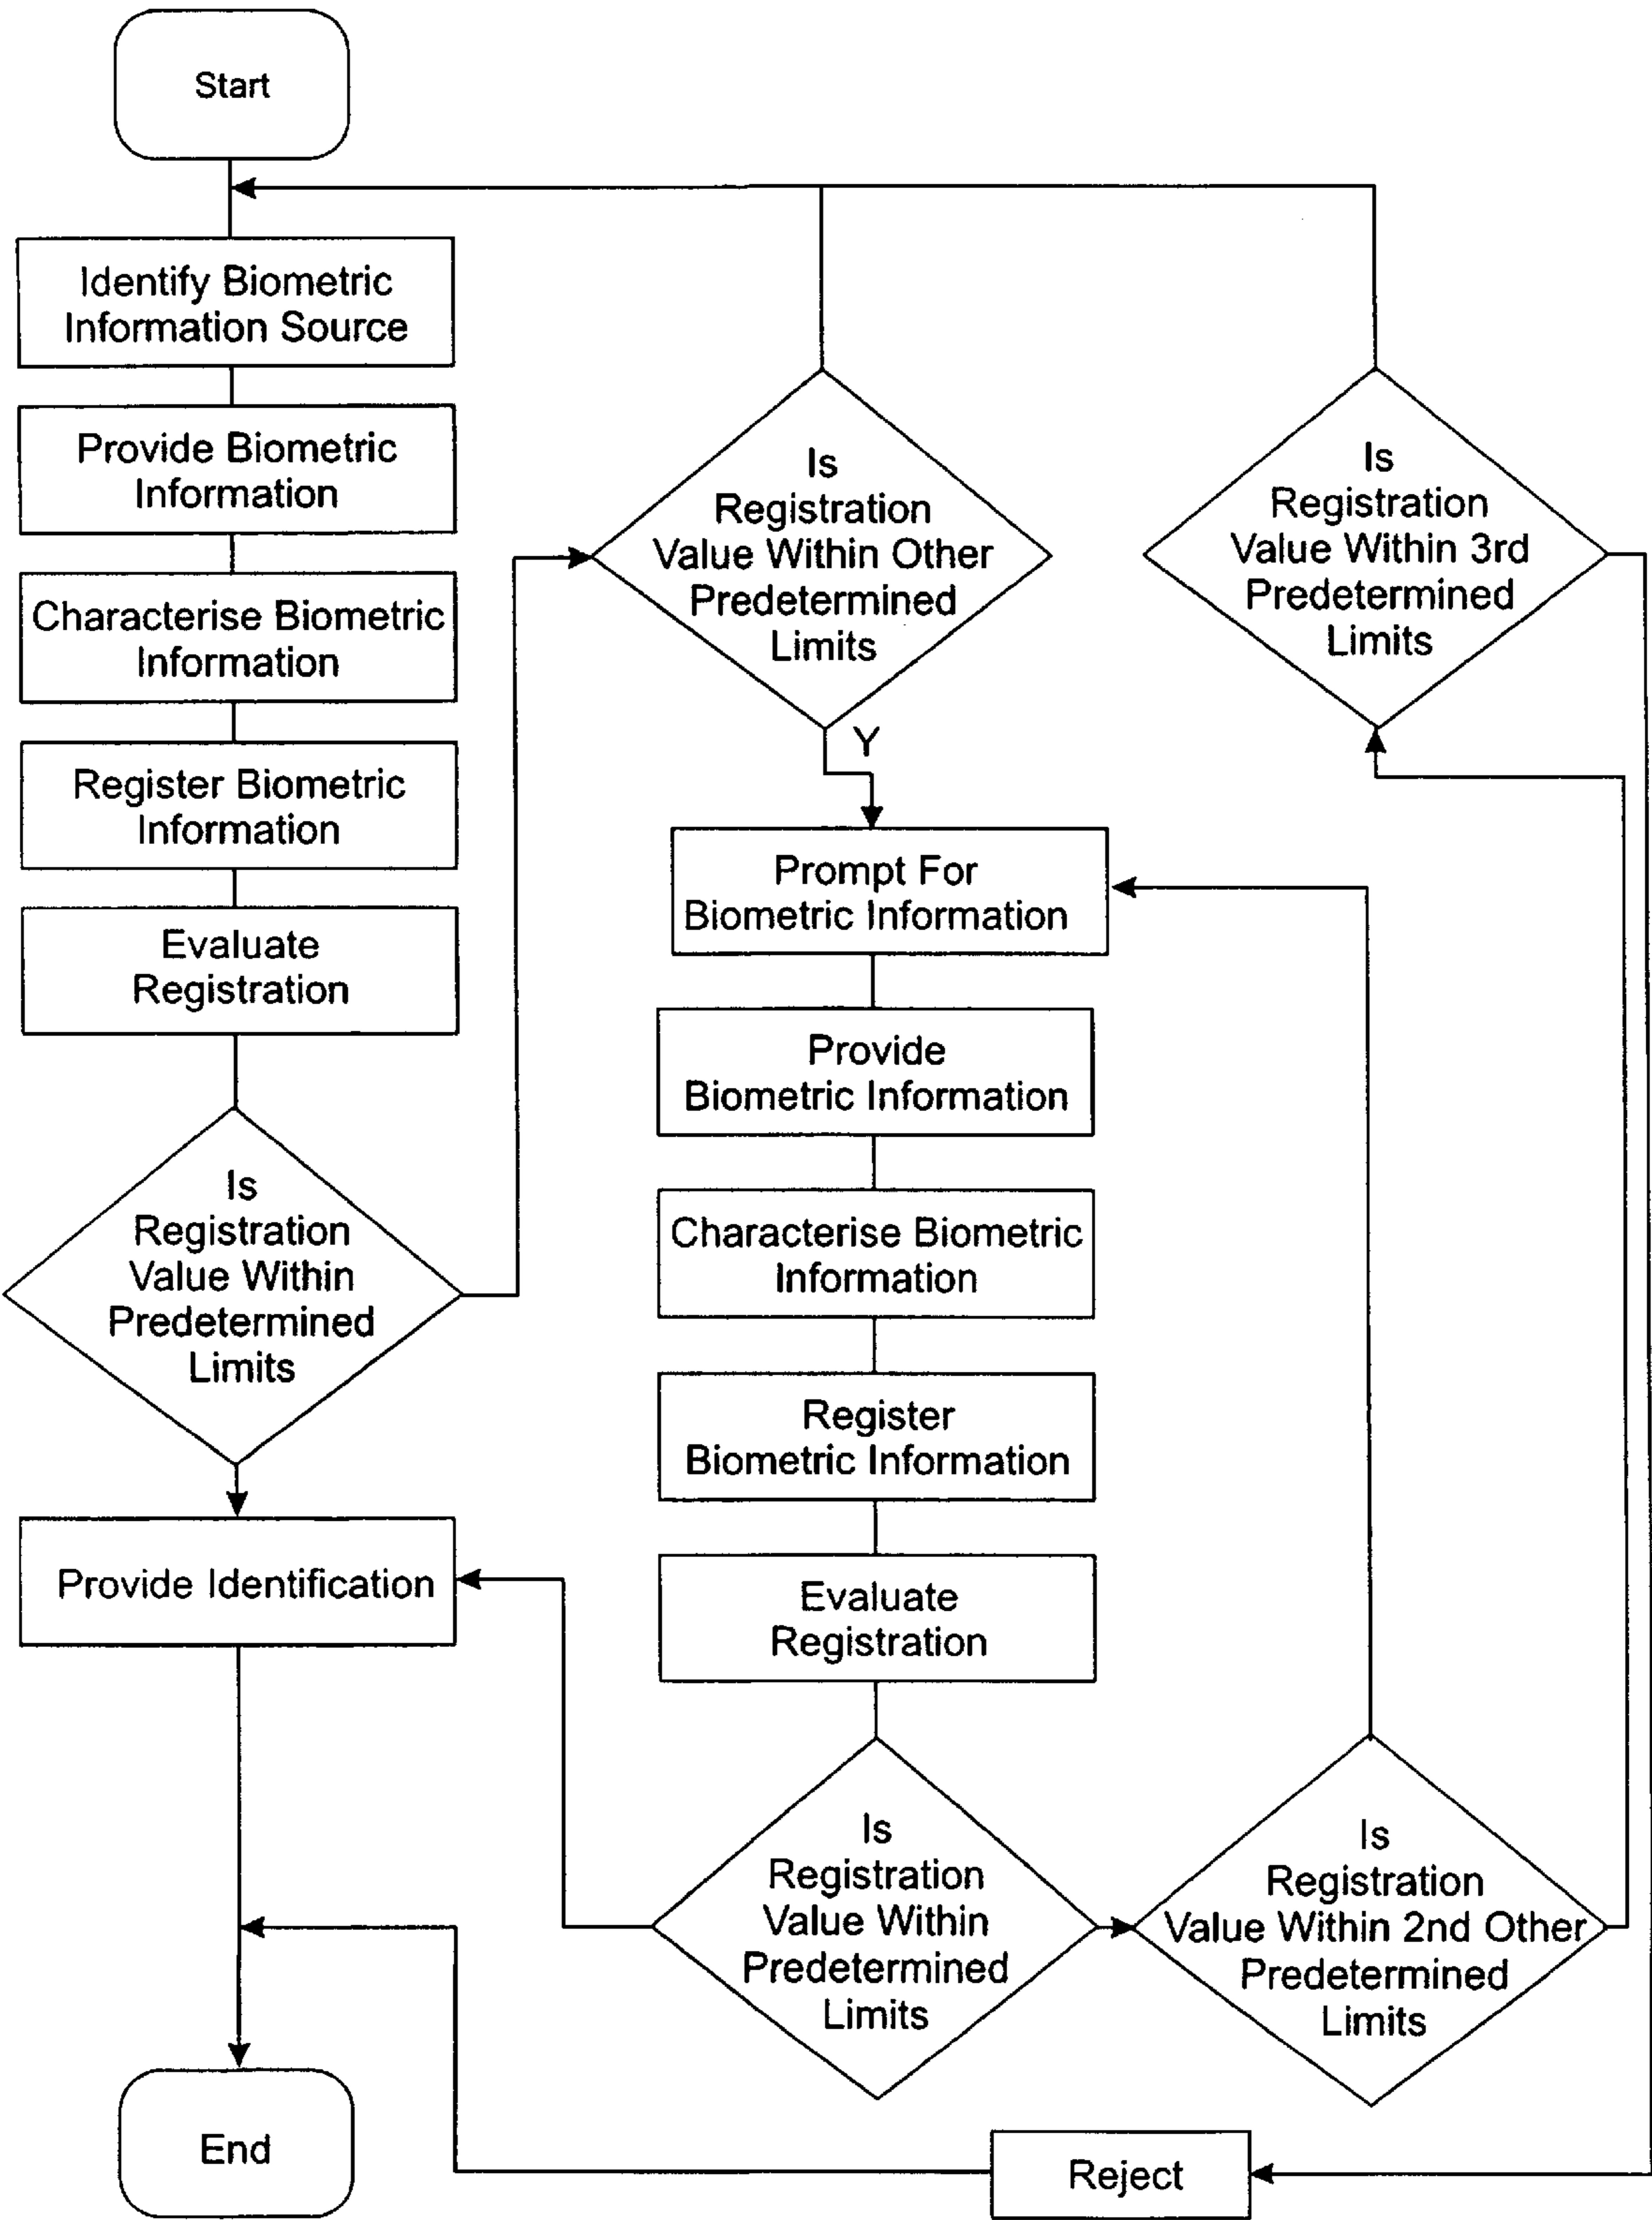 Start
Identify Biometric
Information Source
Provide Biometric
Information
Characterise Biometric
Information
Register Biometric
Information
Evaluate
Registration
Is
Registration
Value Within
Predetermined
Limits
Provide Identification
End
Is
Registration
Value Within Other
Predetermined
Limits
Y
Prompt For
Biometric Information
Provide
Biometric Information
Characterise Biometric
Information
Register
Biometric Information
Evaluate
Registration
Is
Registration
Value Within
Predetermined
Limits
Is
Registration
Value Within 3rd
Predetermined
Limits
Is
Registration
Value Within 2nd Other
Predetermined
Limits
Reject